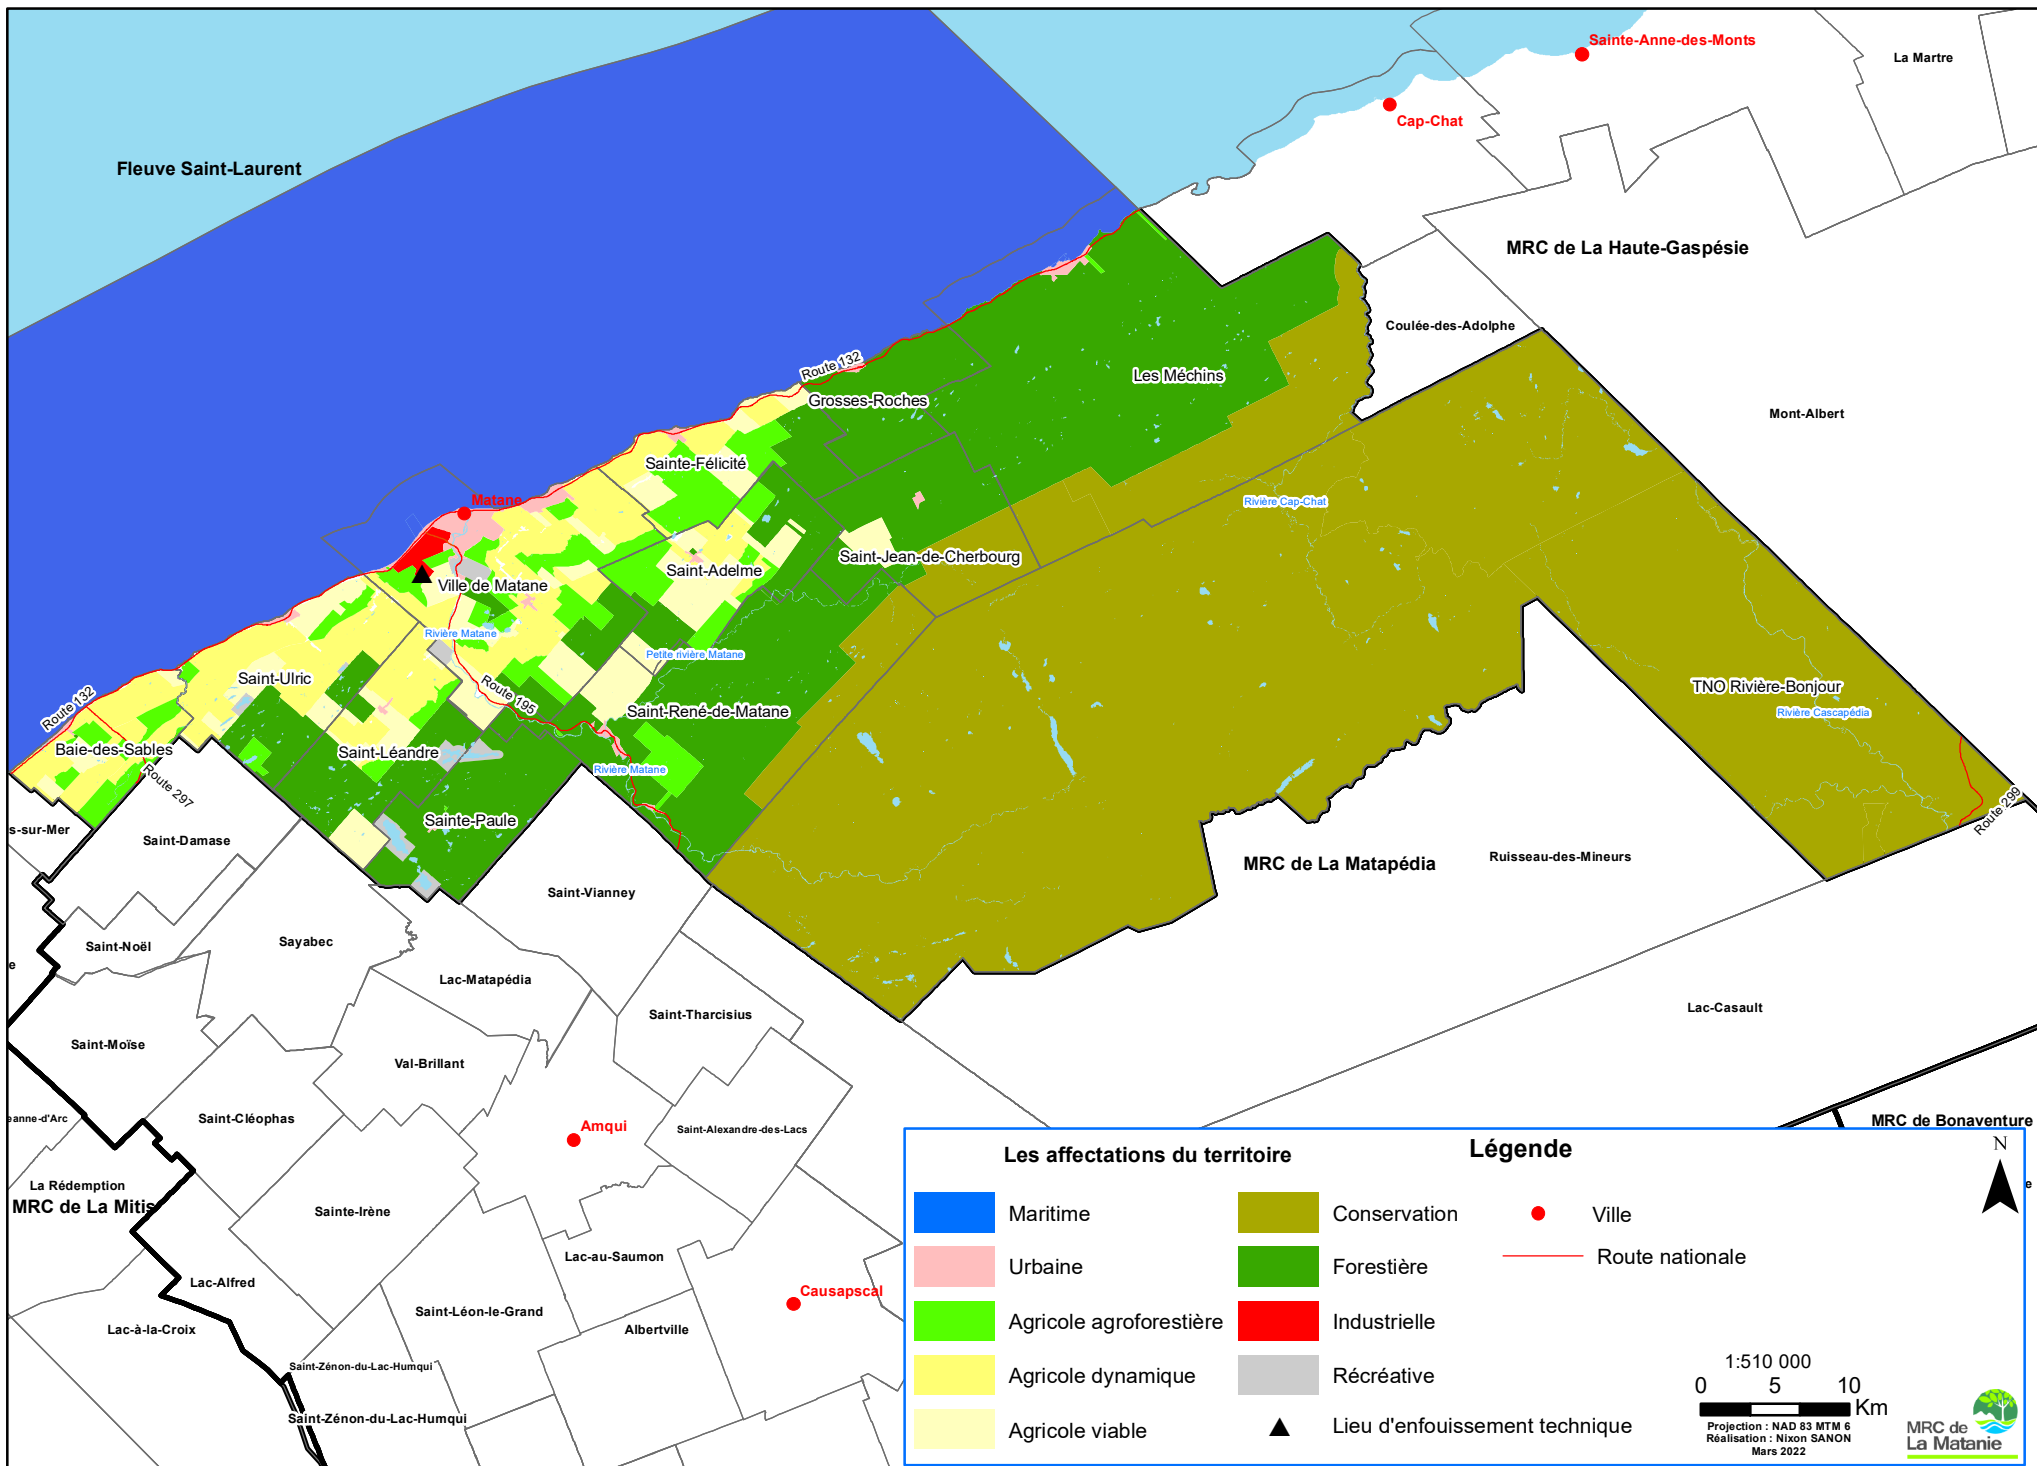 Sainte-Anne-des-Monts
La Martre
Cap-Chat
Fleuve Saint-Laurent
MRC de La Haute-Gaspésie
Coulée-des-Adolphe
Route 132
Les Méchins
Grosses-Roches
Mont-Albert
Sainte-Félicité
Matane
Rivière Cap-Chat
Saint-Jean-de-Cherbourg
Saint-Adelme
Ville de Matane
Rivière Matane
Petite rivière Matane
Saint-Ulric
TNO Rivière-Bonjour
Route 132
Route 195
Saint-René-de-Matane
Rivière Cascapédia
Baie-des-Sables
Saint-Léandre
Rivière Matane
Route 297
Route 299
s-sur-Mer
Saint-Damase
Sainte-Paule
MRC de La Matapédia
Ruisseau-des-Mineurs
Saint-Vianney
Saint-Noël
Sayabec
e
Lac-Matapédia
Saint-Tharcisius
Lac-Casault
Saint-Moïse
Val-Brillant
eanne-d'Arc
Saint-Cléophas
Amqui
Saint-Alexandre-des-Lacs
MRC de Bonaventure
La Rédemption
MRC de La Mitis
Sainte-Irène
Lac-au-Saumon
Lac-Alfred
Causapscal
Saint-Léon-le-Grand
Lac-à-la-Croix
Albertville
Saint-Zénon-du-Lac-Humqui
Saint-Zénon-du-Lac-Humqui
Légende
Les affectations du territoire
Maritime
Urbaine
Agricole agroforestière
Agricole dynamique
Agricole viable
Conservation
Forestière
Industrielle
Récréative
Lieu d'enfouissement technique
Ville
Route nationale
N
e
1:510 000
0 5 10
Km
Projection : NAD 83 MTM 6
Réalisation : Nixon SANON
Mars 2022
MRC de
La Matanie